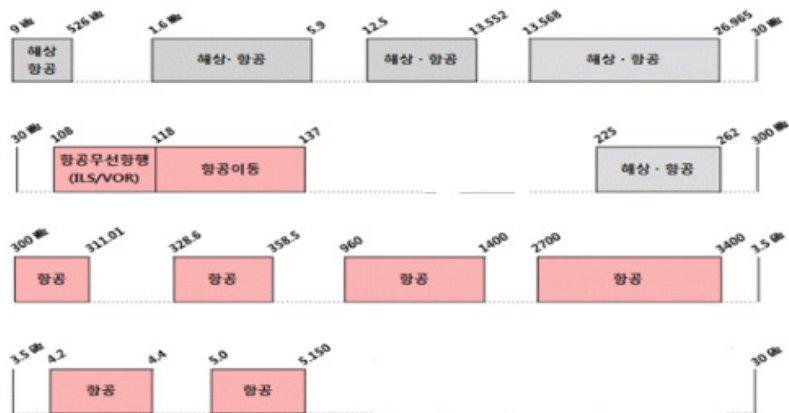 9 ㎑ 526 ㎑ 1.6 ㎒ 5.9 12.5 13.552 13.568 26.965 30 ㎒
해상 항공
해상· 항공
해상 · 항공
해상 · 항공
30 ㎒ 108 118 137 225 262 300 ㎒
항공무선항행
(ILS/VOR)
항공이동
해상 · 항공
300 ㎒ 311.01 328.6 358.5 960 1400 2700 3400 3.5 ㎓
항공 항공 항공 항공
3.5 ㎓ 4.2 4.4 5.0 5.150 30 ㎓
항공 항공